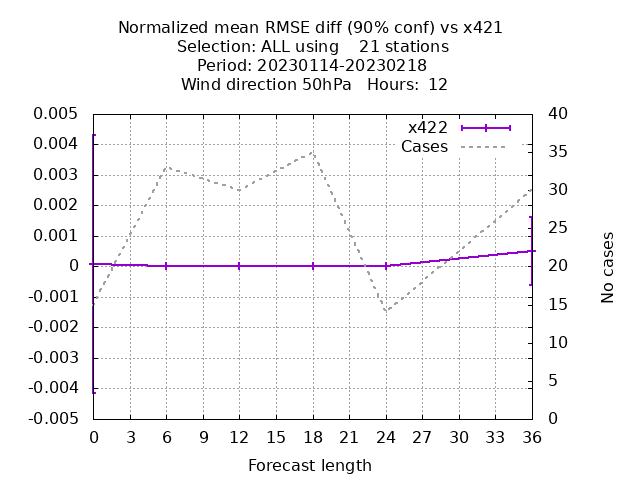 Normalized mean RMSE diff (90% conf) vs x421
Selection: ALL using    21 stations
Period: 20230114-20230218
Wind direction 50hPa   Hours:  12
x422
Cases
0.005
0.004
0.003
0.002
0.001
0
-0.001
-0.002
-0.003
-0.004
-0.005
40
35
30
25
20
15
10
5
0
No cases
0 3 6 9 12 15 18 21 24 27 30 33 36
Forecast length